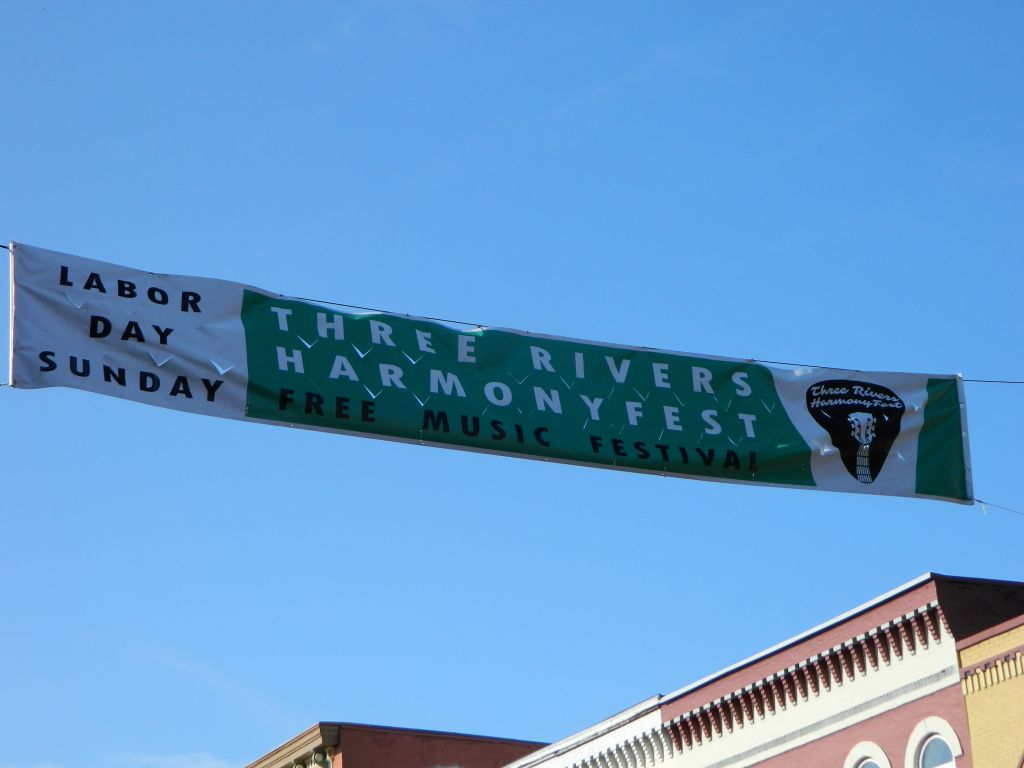 LABOR
DAY
SUNDAY
THREE RIVERS
HARMONYFEST
FREE MUSIC FESTIVAL
Three Rivers
HarmonyFest